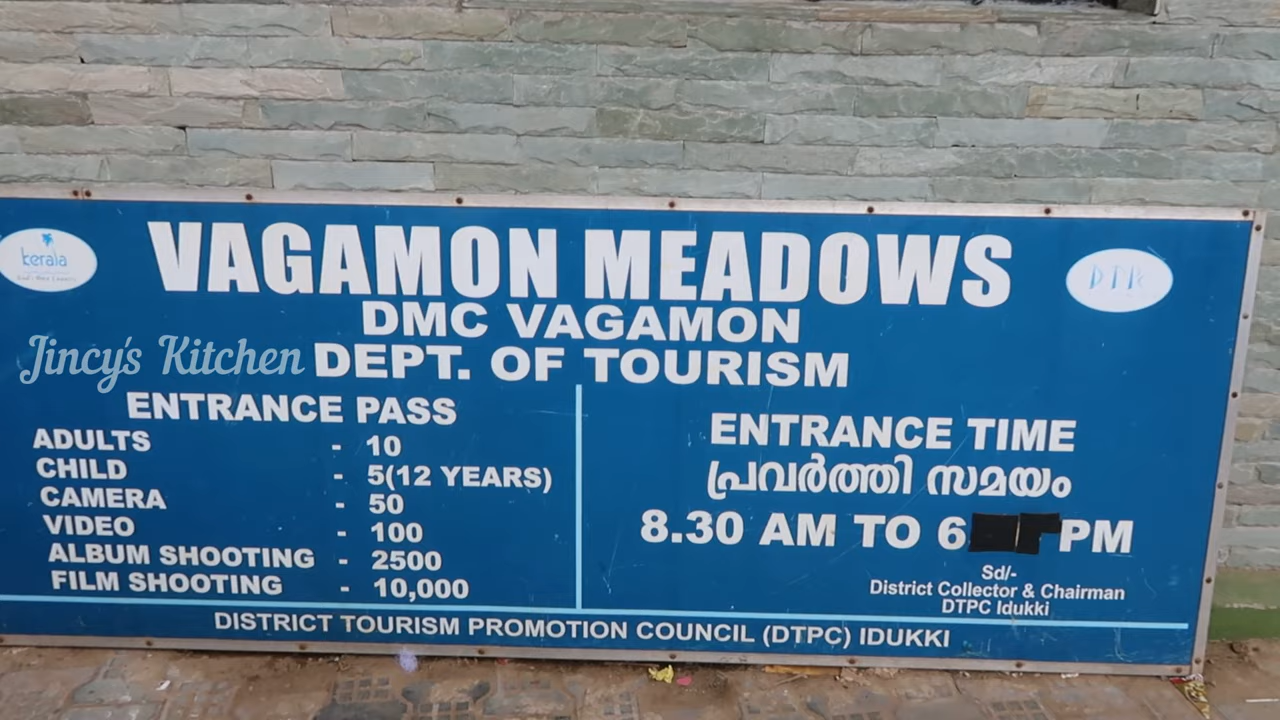 VAGAMON MEADOWS
kerala
DTPC
DMC VAGAMON
DEPT. OF TOURISM
Jincy's Kitchen
ENTRANCE PASS
ADULTS - 10
CHILD - 5(12 YEARS)
CAMERA - 50
VIDEO - 100
ALBUM SHOOTING - 2500
FILM SHOOTING - 10,000
ENTRANCE TIME
പ്രവർത്തി സമയം
8.30 AM TO 6 PM
Sd/-
District Collector & Chairman
DTPC Idukki
DISTRICT TOURISM PROMOTION COUNCIL (DTPC) IDUKKI